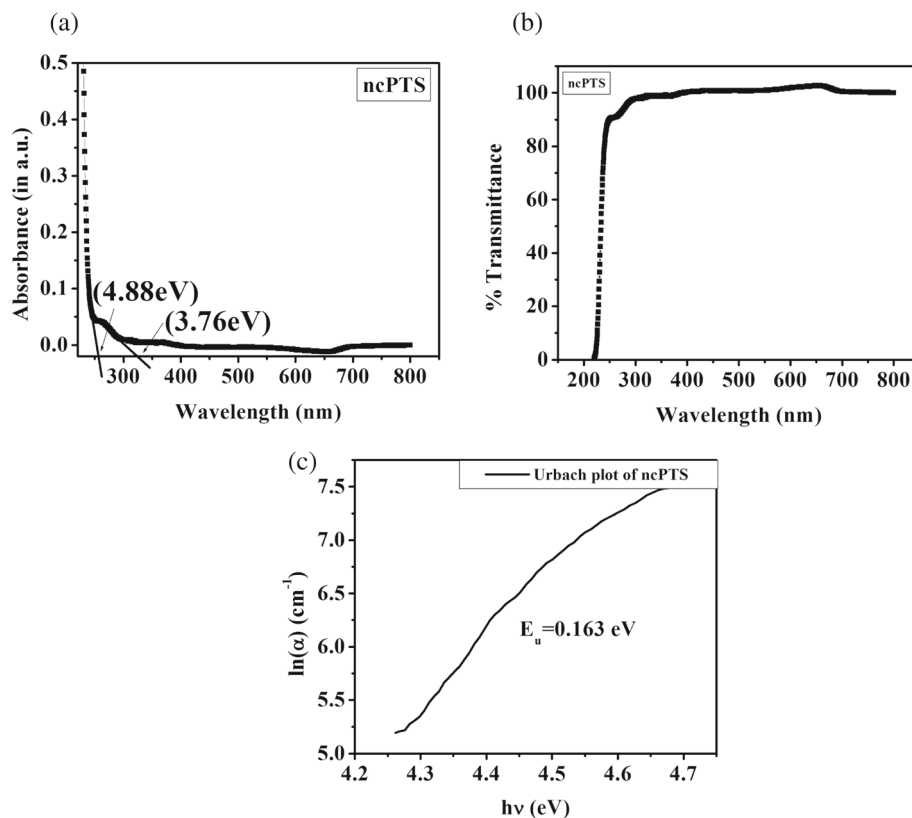 (a)
0.5
0.4
0.3
0.2
0.1
0.0
Absorbance (in a.u.)
ncPTS
(4.88eV)
(3.76eV)
300 400 500 600 700 800
Wavelength (nm)
(b)
100
80
60
40
20
0
% Transmittance
ncPTS
200 300 400 500 600 700 800
Wavelength (nm)
(c)
7.5
7.0
6.5
6.0
5.5
5.0
ln(α) (cm⁻¹)
Urbach plot of ncPTS
Eᵤ=0.163 eV
4.2 4.3 4.4 4.5 4.6 4.7
hν (eV)